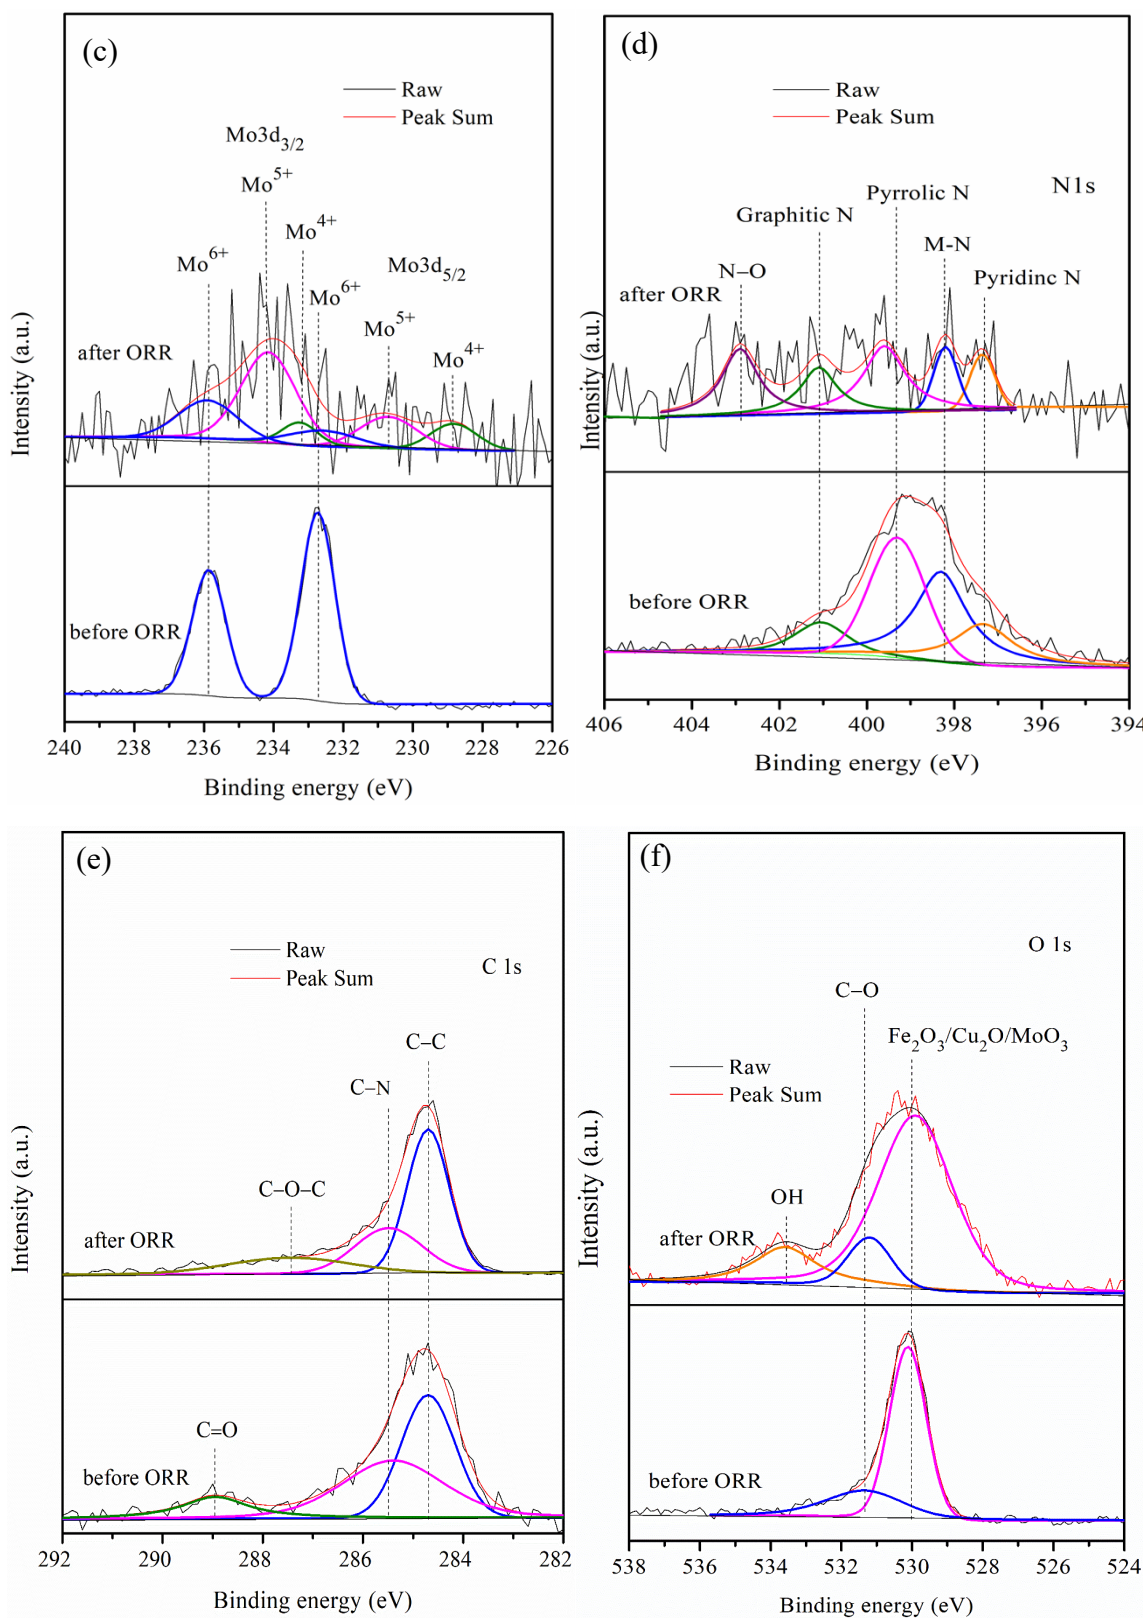 (c)
Raw
Peak Sum
Mo3d3/2
Mo5+
Mo4+
Mo6+
Mo3d5/2
Mo6+
Mo5+
Mo4+
after ORR
before ORR
Intensity (a.u.)
240 238 236 234 232 230 228 226
Binding energy (eV)
(d)
Raw
Peak Sum
N1s
Pyrrolic N
Graphitic N
M-N
N–O
Pyridinc N
after ORR
before ORR
Intensity (a.u.)
406 404 402 400 398 396 394
Binding energy (eV)
(e)
Raw
Peak Sum
C 1s
C–C
C–N
C–O–C
after ORR
C=O
before ORR
Intensity (a.u.)
292 290 288 286 284 282
Binding energy (eV)
(f)
O 1s
C–O
Fe2O3/Cu2O/MoO3
Raw
Peak Sum
OH
after ORR
before ORR
Intensity (a.u.)
538 536 534 532 530 528 526 524
Binding energy (eV)